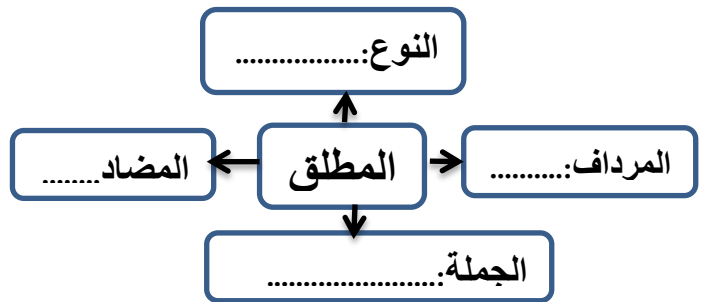 النوع:.................
المرداف:..........
المطلق
المضاد........
الجملة:.......................